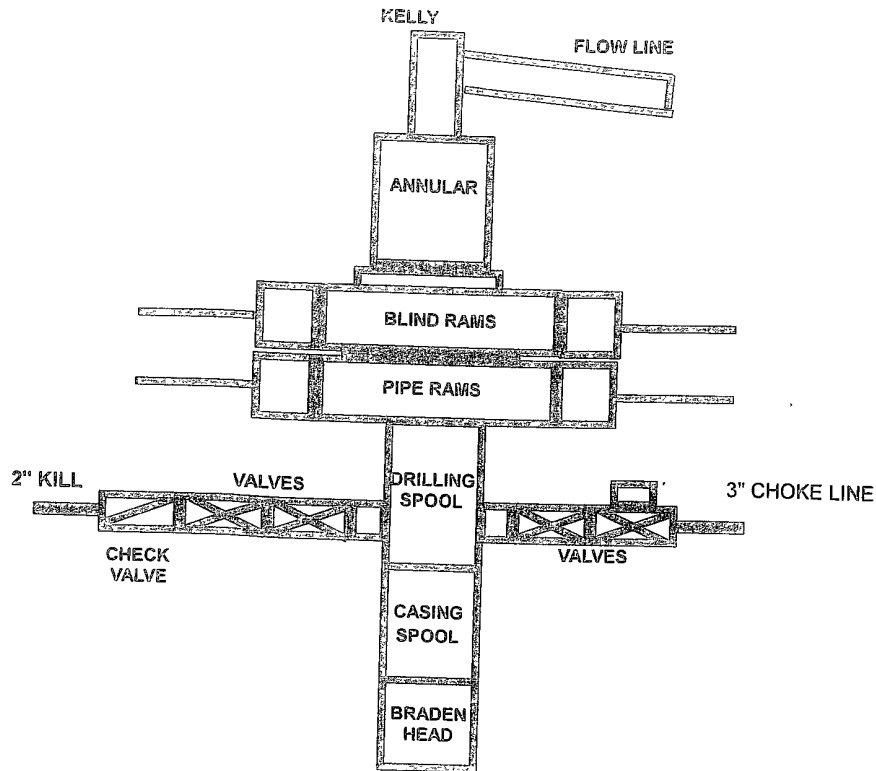 KELLY
FLOW LINE
ANNULAR
BLIND RAMS
PIPE RAMS
2" KILL
VALVES
DRILLING
SPOOL
3" CHOKE LINE
CHECK
VALVE
VALVES
CASING
SPOOL
BRADEN
HEAD